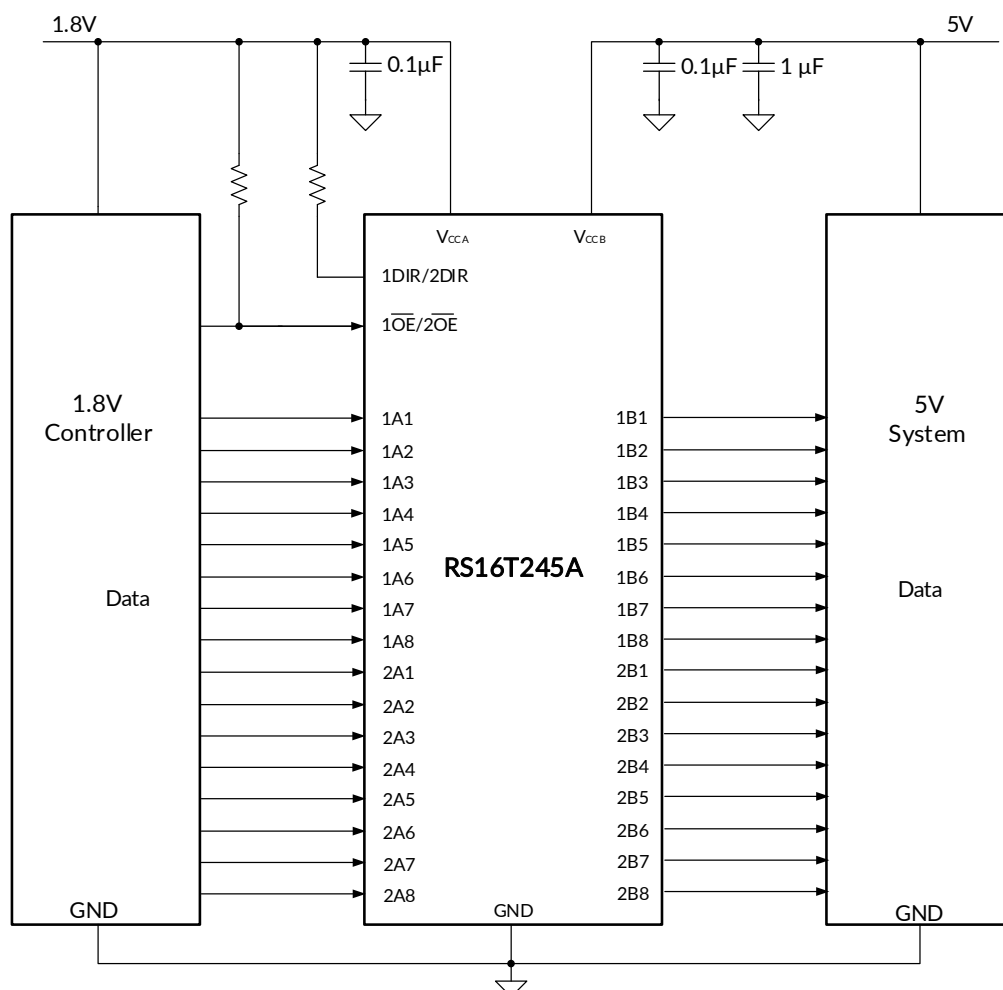 1.8V
5V
0.1µF
0.1µF
1 µF
VCCA
VCCB
1DIR/2DIR
1OE/2OE
1.8V
Controller
Data
GND
1A1
1A2
1A3
1A4
1A5
1A6
1A7
1A8
2A1
2A2
2A3
2A4
2A5
2A6
2A7
2A8
RS16T245A
GND
1B1
1B2
1B3
1B4
1B5
1B6
1B7
1B8
2B1
2B2
2B3
2B4
2B5
2B6
2B7
2B8
5V
System
Data
GND